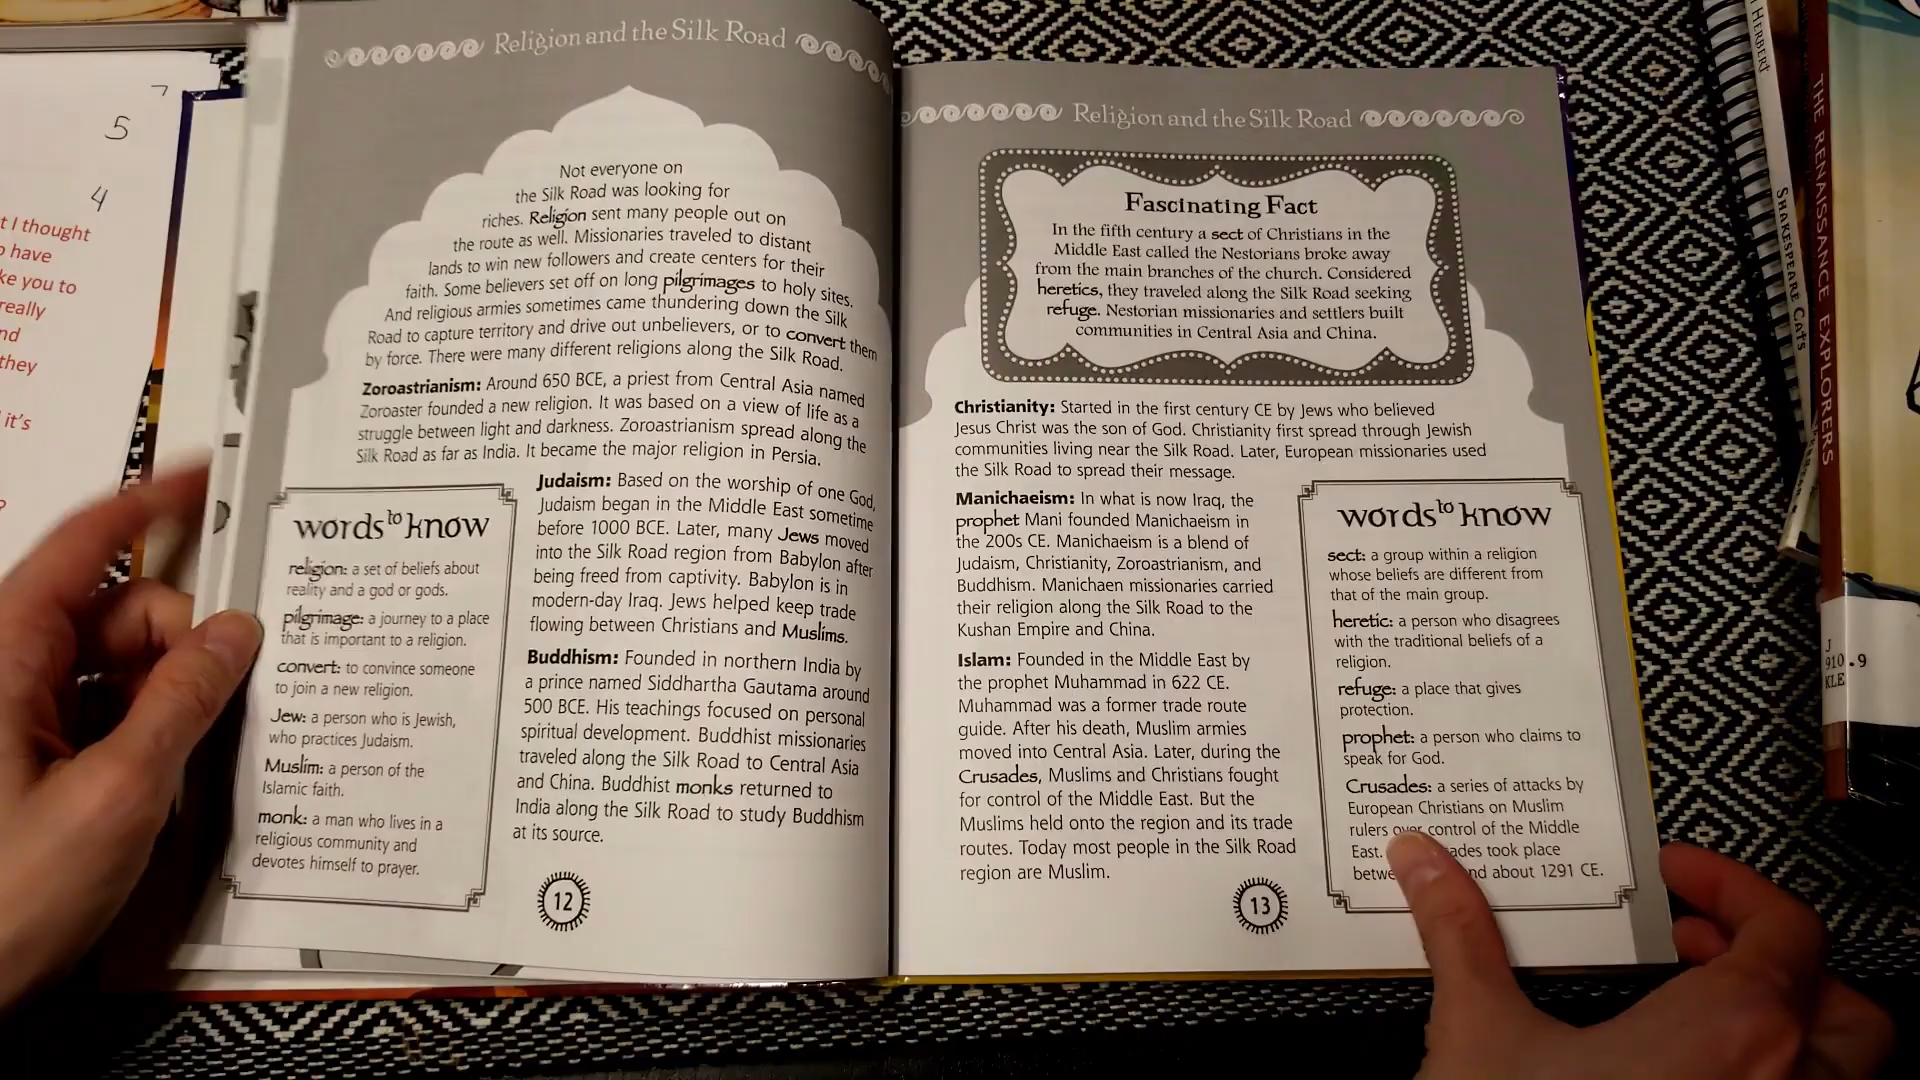 Religion and the Silk Road
Not everyone on
the Silk Road was looking for
riches. Religion sent many people out on
the route as well. Missionaries traveled to distant
lands to win new followers and create centers for their
faith. Some believers set off on long pilgrimages to holy sites.
And religious armies sometimes came thundering down the Silk
Road to capture territory and drive out unbelievers, or to convert them
by force. There were many different religions along the Silk Road.
Zoroastrianism: Around 650 BCE, a priest from Central Asia named
Zoroaster founded a new religion. It was based on a view of life as a
struggle between light and darkness. Zoroastrianism spread along the
Silk Road as far as India. It became the major religion in Persia.
Judaism: Based on the worship of one God,
Judaism began in the Middle East sometime
before 1000 BCE. Later, many Jews moved
into the Silk Road region from Babylon after
being freed from captivity. Babylon is in
modern-day Iraq. Jews helped keep trade
flowing between Christians and Muslims.
Buddhism: Founded in northern India by
a prince named Siddhartha Gautama around
500 BCE. His teachings focused on personal
spiritual development. Buddhist missionaries
traveled along the Silk Road to Central Asia
and China. Buddhist monks returned to
India along the Silk Road to study Buddhism
at its source.
words to know
religion: a set of beliefs about
reality and a god or gods.
pilgrimage: a journey to a place
that is important to a religion.
convert: to convince someone
to join a new religion.
Jew: a person who is Jewish,
who practices Judaism.
Muslim: a person of the
Islamic faith.
monk: a man who lives in a
religious community and
devotes himself to prayer.
12
Religion and the Silk Road
Fascinating Fact
In the fifth century a sect of Christians in the
Middle East called the Nestorians broke away
from the main branches of the church. Considered
heretics, they traveled along the Silk Road seeking
refuge. Nestorian missionaries and settlers built
communities in Central Asia and China.
Christianity: Started in the first century CE by Jews who believed
Jesus Christ was the son of God. Christianity first spread through Jewish
communities living near the Silk Road. Later, European missionaries used
the Silk Road to spread their message.
Manichaeism: In what is now Iraq, the
prophet Mani founded Manichaeism in
the 200s CE. Manichaeism is a blend of
Judaism, Christianity, Zoroastrianism, and
Buddhism. Manichaen missionaries carried
their religion along the Silk Road to the
Kushan Empire and China.
Islam: Founded in the Middle East by
the prophet Muhammad in 622 CE.
Muhammad was a former trade route
guide. After his death, Muslim armies
moved into Central Asia. Later, during the
Crusades, Muslims and Christians fought
for control of the Middle East. But the
Muslims held onto the region and its trade
routes. Today most people in the Silk Road
region are Muslim.
words to know
sect: a group within a religion
whose beliefs are different from
that of the main group.
heretic: a person who disagrees
with the traditional beliefs of a
religion.
refuge: a place that gives
protection.
prophet: a person who claims to
speak for God.
Crusades: a series of attacks by
European Christians on Muslim
rulers over control of the Middle
East. took place
about 1291 CE.
13
5
4
t I thought
have
ke you to
really
nd
they
it's
HERBERT
SHAKESPEARE CATS
THE RENAISSANCE EXPLORERS
J
910.9
KLE